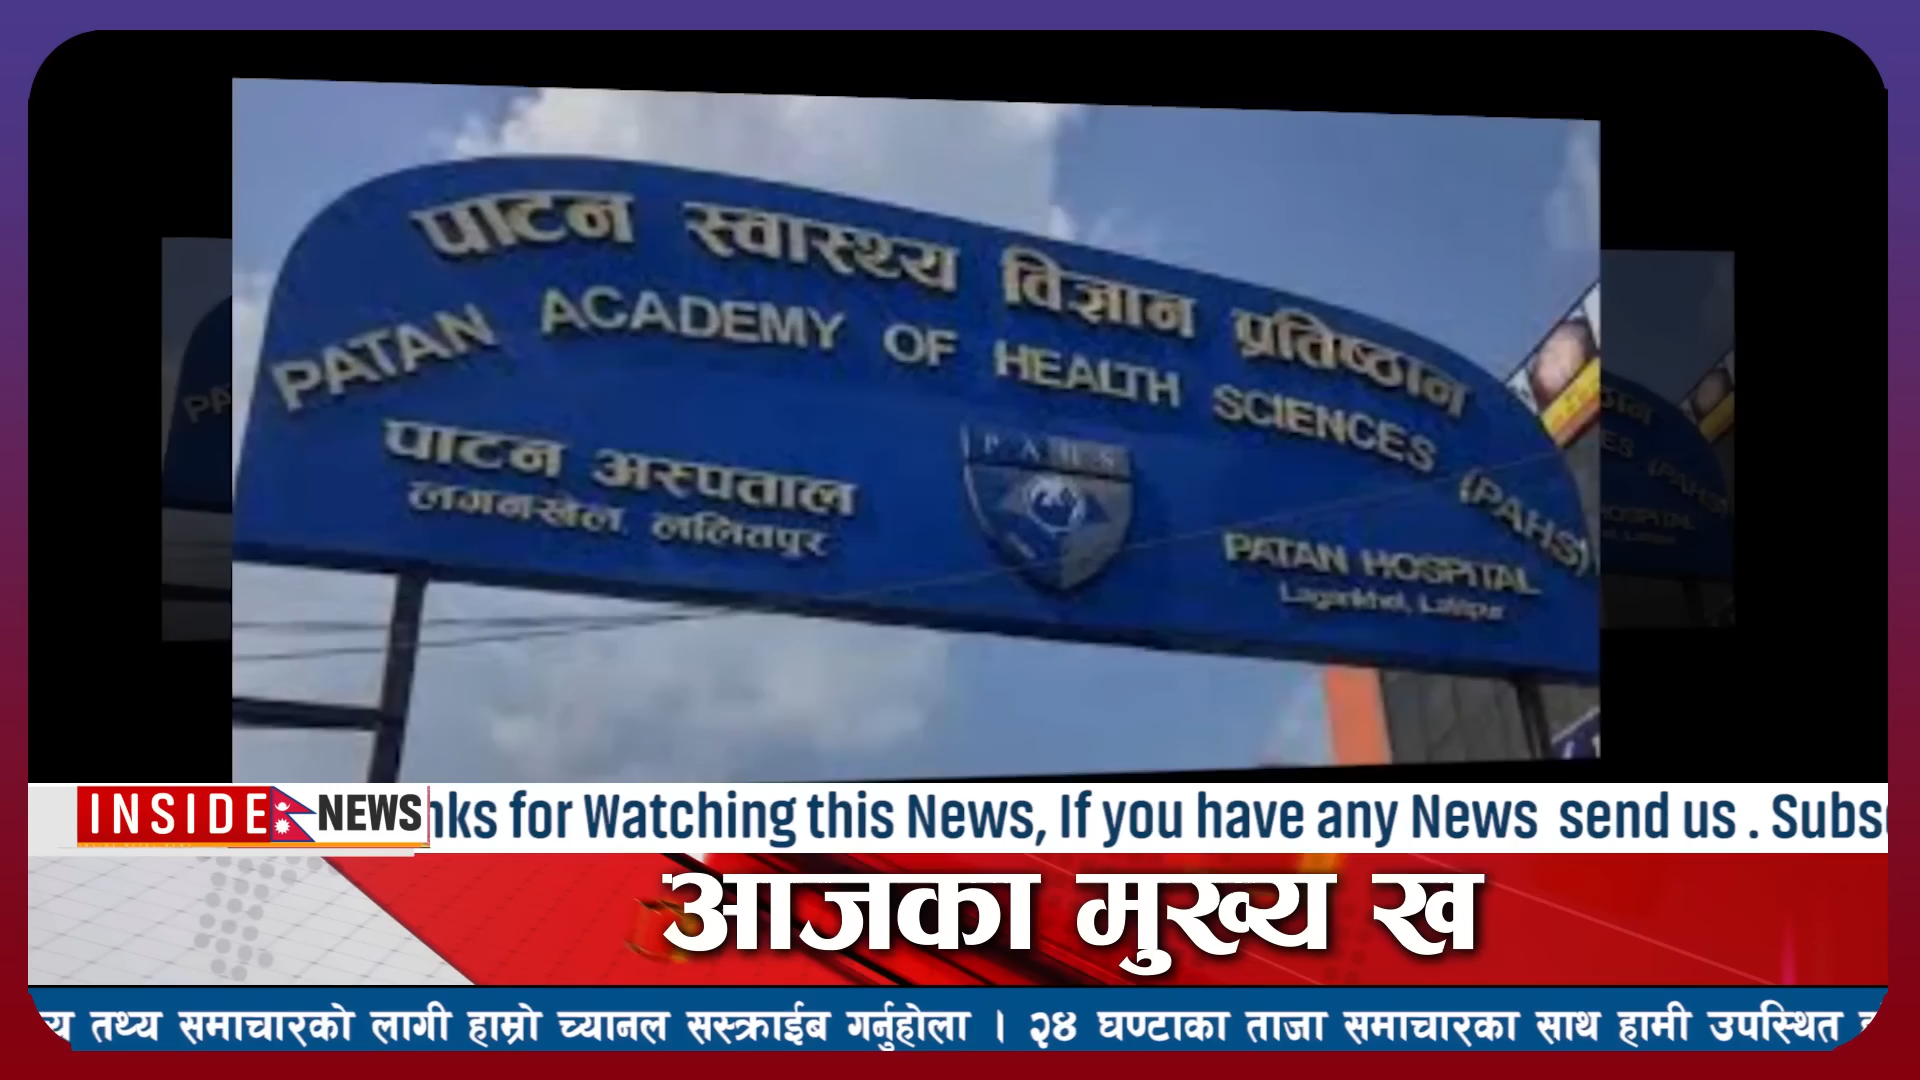 पाटन स्वास्थ्य विज्ञान प्रतिष्ठान
PATAN ACADEMY OF HEALTH SCIENCES (PAHS)
पाटन अस्पताल
लगनखेल, ललितपुर
PAHS
PATAN HOSPITAL
Lagankhel, Lalitpur
INSIDE NEWS
nks for Watching this News, If you have any News send us . Subs
आजका मुख्य ख
य तथ्य समाचारको लागी हाम्रो च्यानल सस्क्राईब गर्नुहोला । २४ घण्टाका ताजा समाचारका साथ हामी उपस्थित